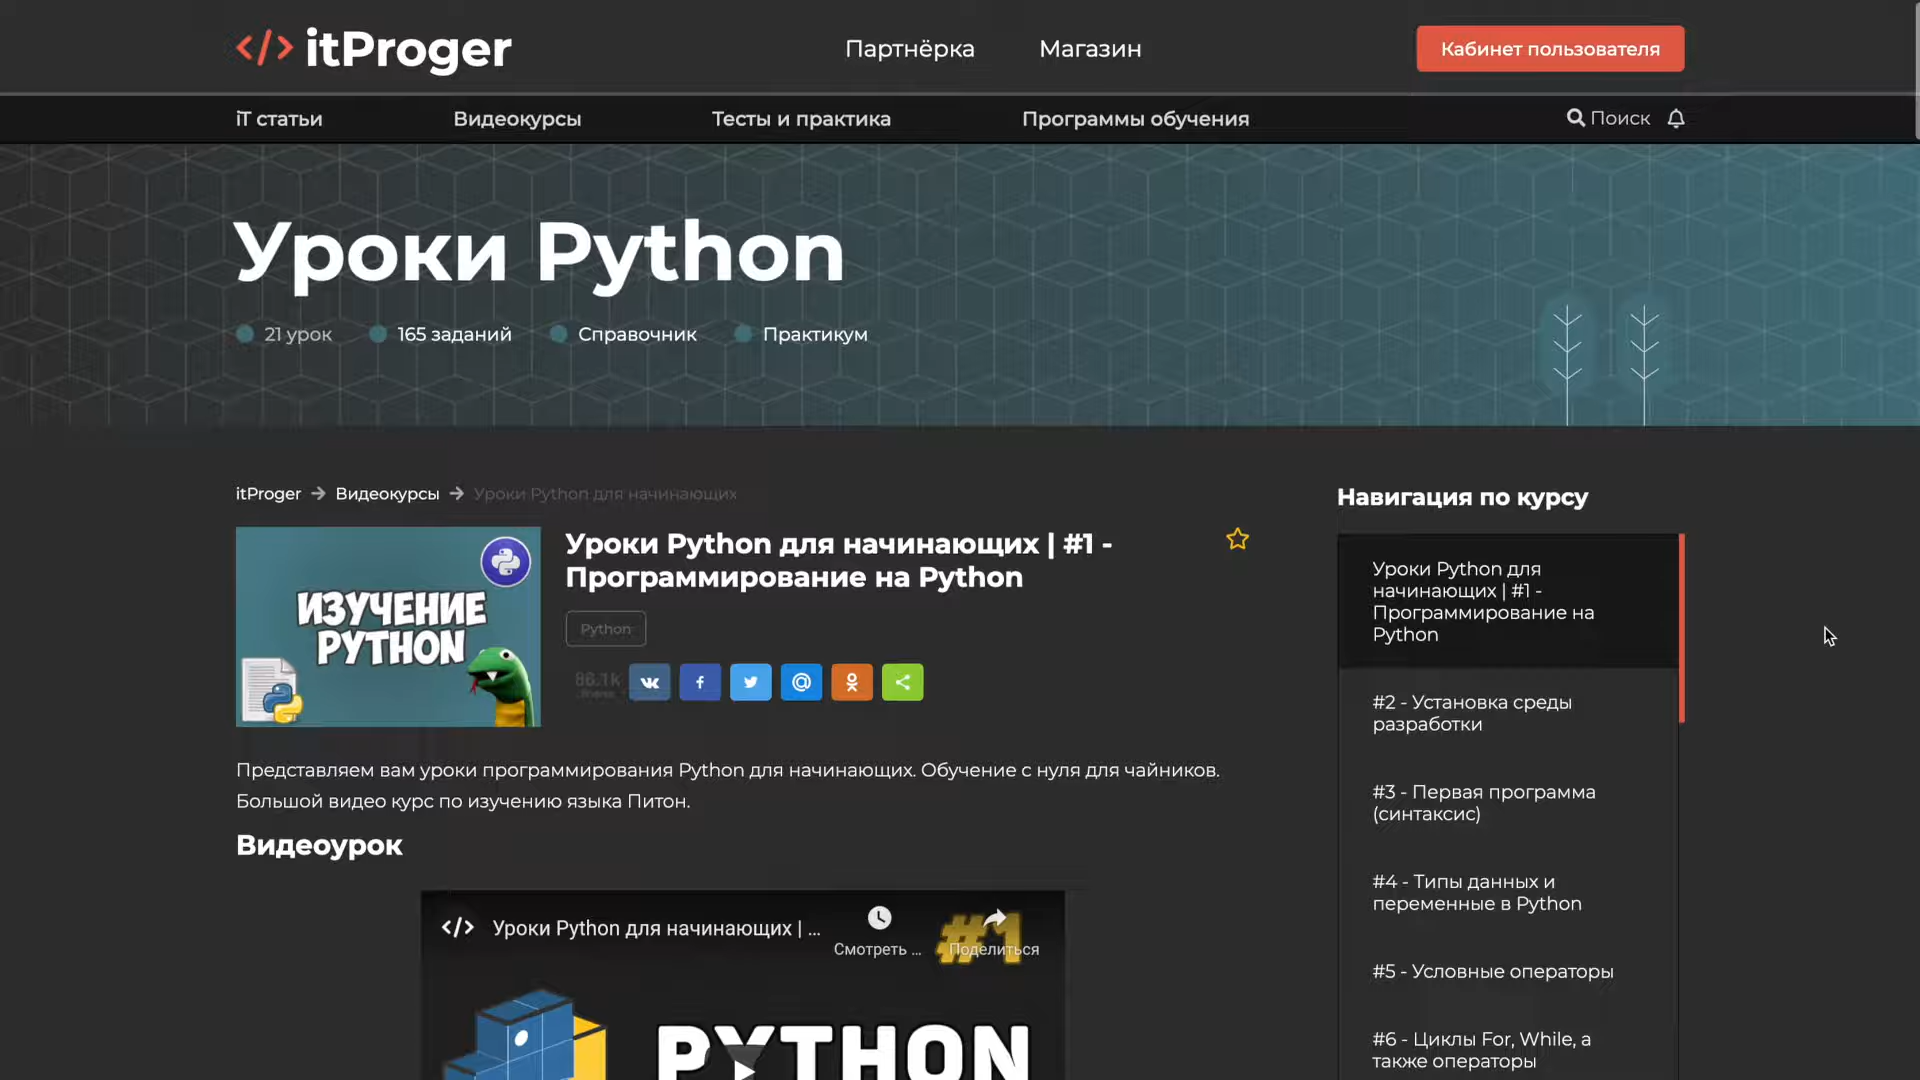 </> itProger
Партнёрка
Магазин
Кабинет пользователя
iT статьи
Видеокурсы
Тесты и практика
Программы обучения
Поиск
Уроки Python
21 урок
165 заданий
Справочник
Практикум
itProger → Видеокурсы → Уроки Python для начинающих
ИЗУЧЕНИЕ
PYTHON
Уроки Python для начинающих | #1 -
Программирование на Python
Python
86.1k
Представляем вам уроки программирования Python для начинающих. Обучение с нуля для чайников.
Большой видео курс по изучению языка Питон.
Видеоурок
</> Уроки Python для начинающих | ...
Смотреть ...
#1
Поделиться
PYTHON
Навигация по курсу
Уроки Python для
начинающих | #1 -
Программирование на
Python
#2 - Установка среды
разработки
#3 - Первая программа
(синтаксис)
#4 - Типы данных и
переменные в Python
#5 - Условные операторы
#6 - Циклы For, While, а
также операторы